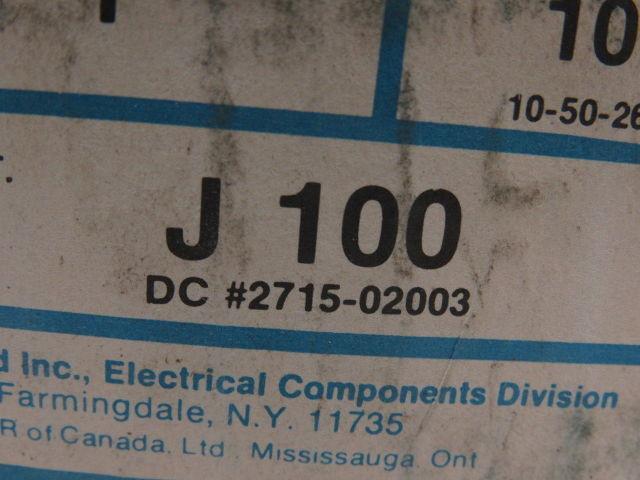 10
10-50-26
J 100
DC #2715-02003
Inc., Electrical Components Division
Farmingdale, N.Y. 11735
of Canada, Ltd. Mississauga, Ont